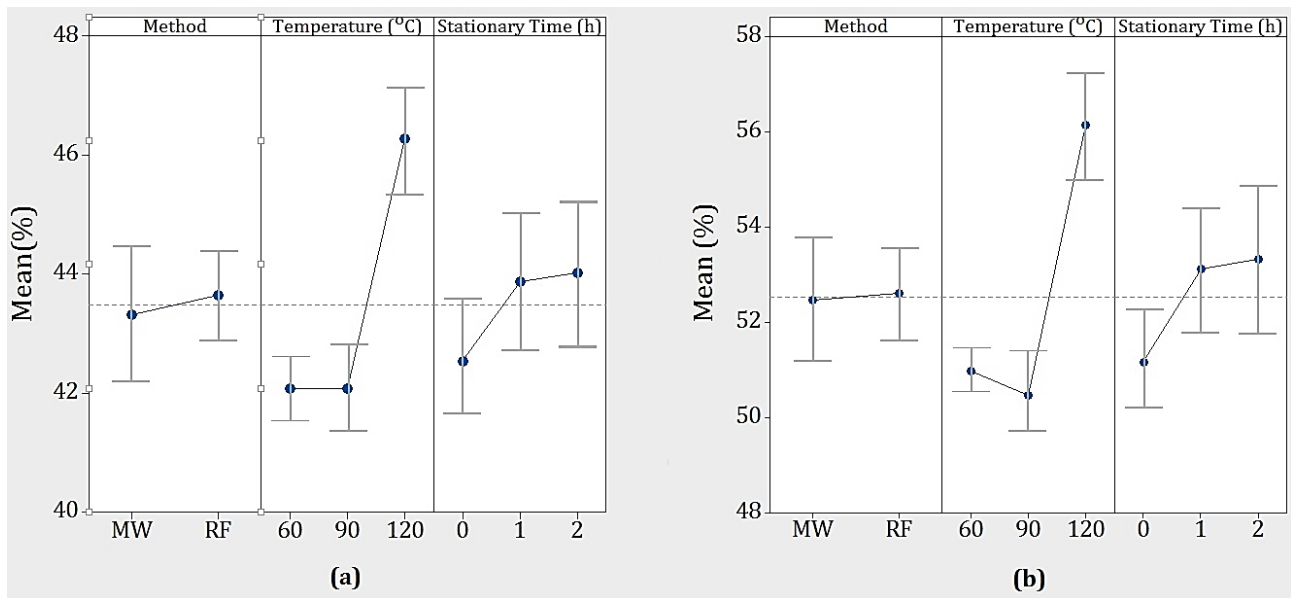 Method Temperature (°C) Stationary Time (h)
48
46
44
42
40
Mean(%)
MW RF 60 90 120 0 1 2
(a)
Method Temperature (°C) Stationary Time (h)
58
56
54
52
50
48
Mean (%)
MW RF 60 90 120 0 1 2
(b)